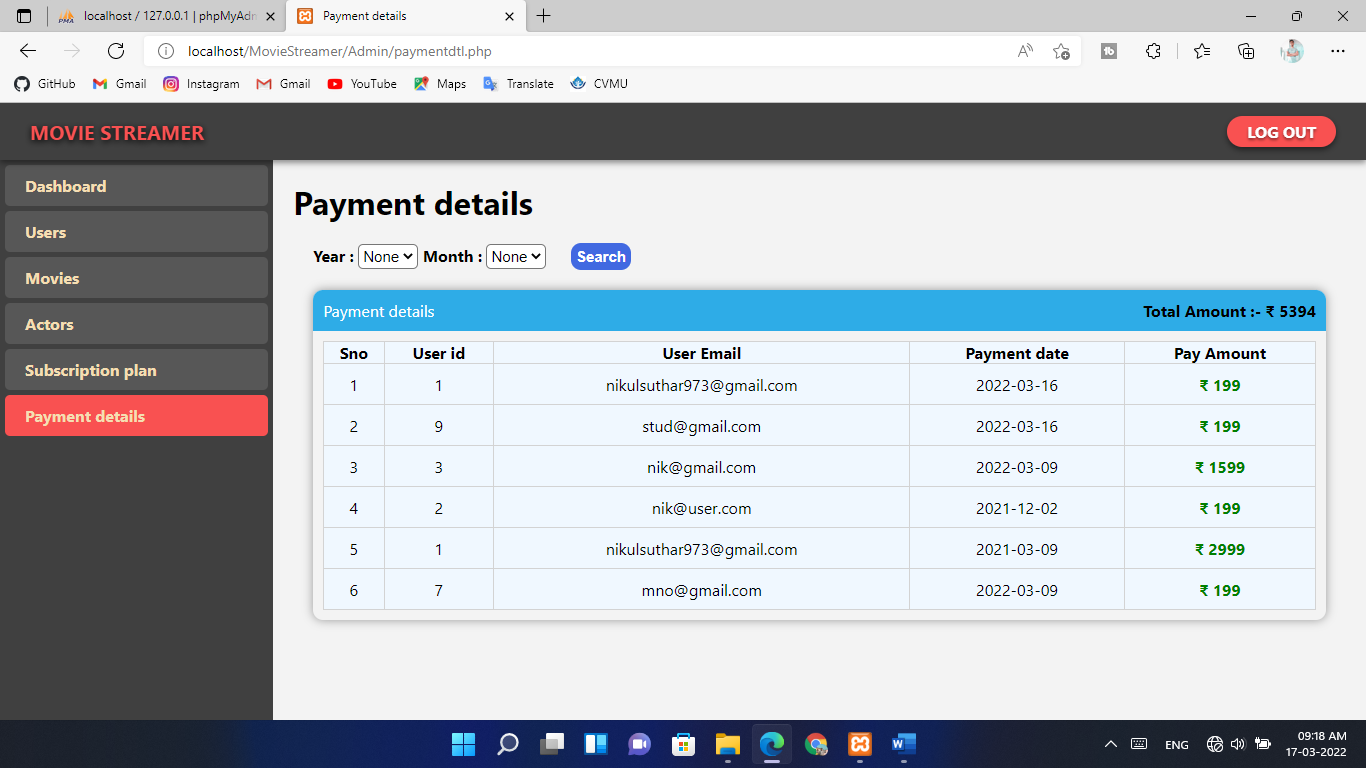 localhost / 127.0.0.1 | phpMyAdm
Payment details
localhost/MovieStreamer/Admin/paymentdtl.php
GitHub Gmail Instagram Gmail YouTube Maps Translate CVMU
MOVIE STREAMER
LOG OUT
Dashboard
Users
Movies
Actors
Subscription plan
Payment details
Payment details
Year : None Month : None Search
Payment details Total Amount :- ₹ 5394
Sno User id User Email Payment date Pay Amount
1 1 nikulsuthar973@gmail.com 2022-03-16 ₹ 199
2 9 stud@gmail.com 2022-03-16 ₹ 199
3 3 nik@gmail.com 2022-03-09 ₹ 1599
4 2 nik@user.com 2021-12-02 ₹ 199
5 1 nikulsuthar973@gmail.com 2021-03-09 ₹ 2999
6 7 mno@gmail.com 2022-03-09 ₹ 199
ENG
09:18 AM
17-03-2022